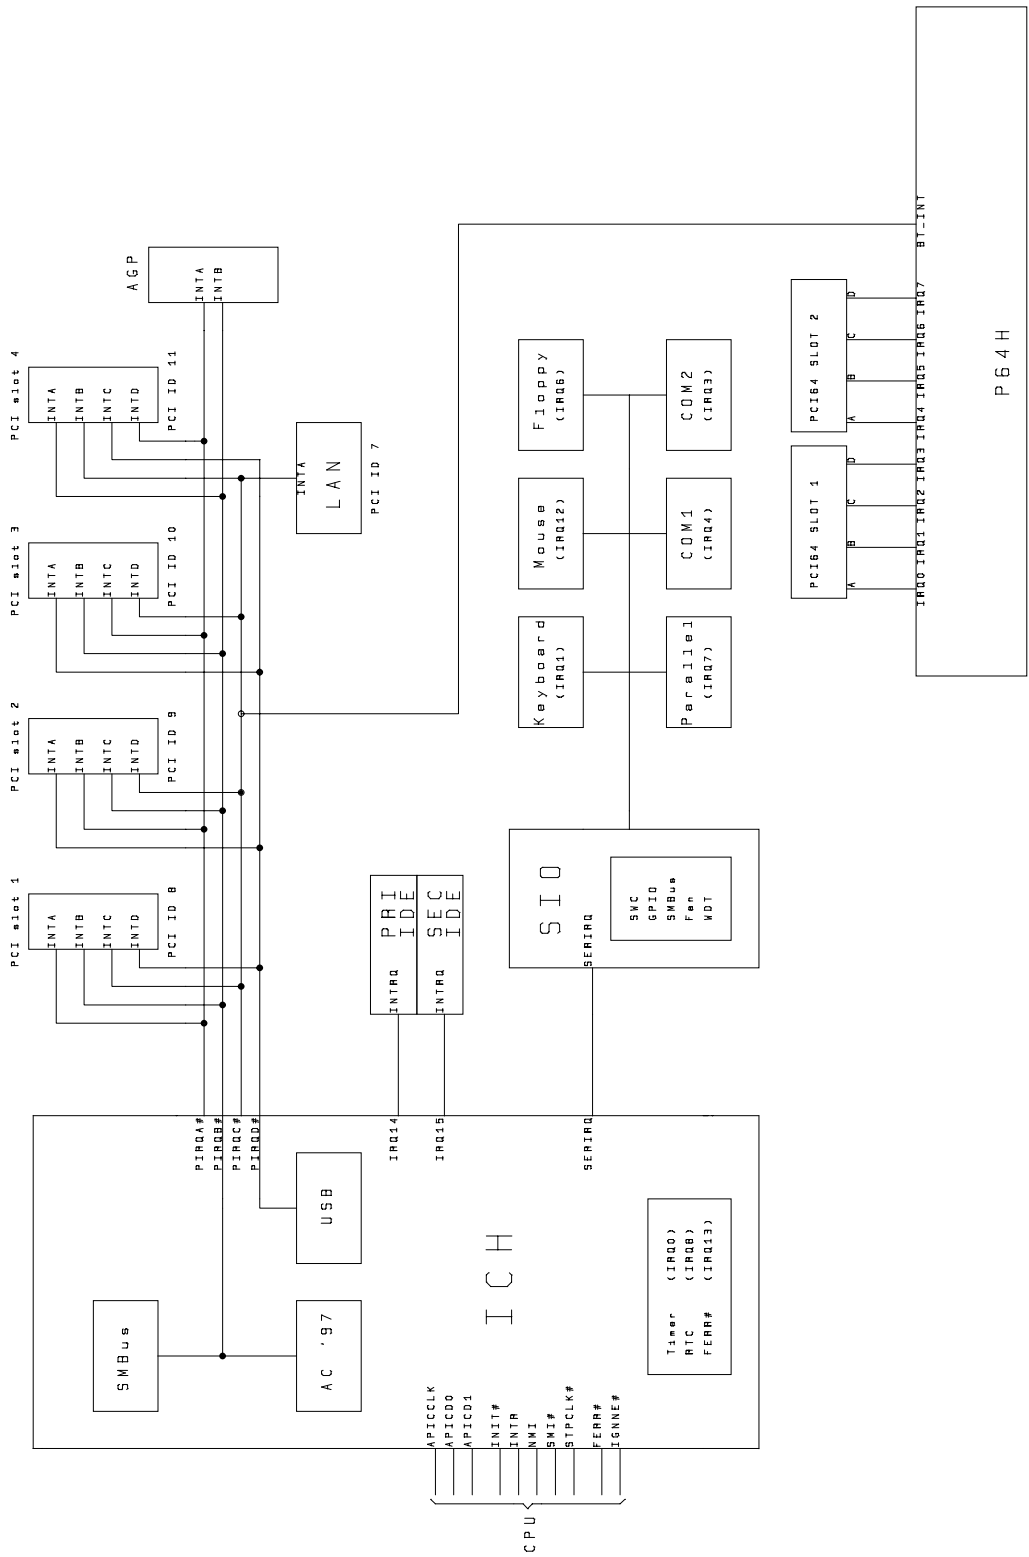 PCI slot 1
INTA
INTB
INTC
INTD
PCI ID 8
PCI slot 2
INTA
INTB
INTC
INTD
PCI ID 9
PCI slot 3
INTA
INTB
INTC
INTD
PCI ID 10
PCI slot 4
INTA
INTB
INTC
INTD
PCI ID 11
AGP
INTA
INTB
INTA
LAN
PCI ID 7
SMBus
AC '97
USB
PIRQA#
PIRQB#
PIRQC#
PIRQD#
IRQ14
IRQ15
SERIRQ
ICH
INTRQ
PRI
IDE
INTRQ
SEC
IDE
APICCLK
APICD0
APICD1
INIT#
INTR
NMI
SMI#
STPCLK#
FERR#
IGNNE#
CPU
Timer (IRQ0)
RTC (IRQ8)
FERR# (IRQ13)
SIO
SERIRQ
SWC
GPIO
SMBus
Fan
WDT
Keyboard
(IRQ1)
Mouse
(IRQ12)
Floppy
(IRQ6)
Parallel
(IRQ7)
COM1
(IRQ4)
COM2
(IRQ3)
PCI64 SLOT 1
A
B
C
D
PCI64 SLOT 2
A
B
C
D
IRQ0
IRQ1
IRQ2
IRQ3
IRQ4
IRQ5
IRQ6
IRQ7
BT_INT
P64H